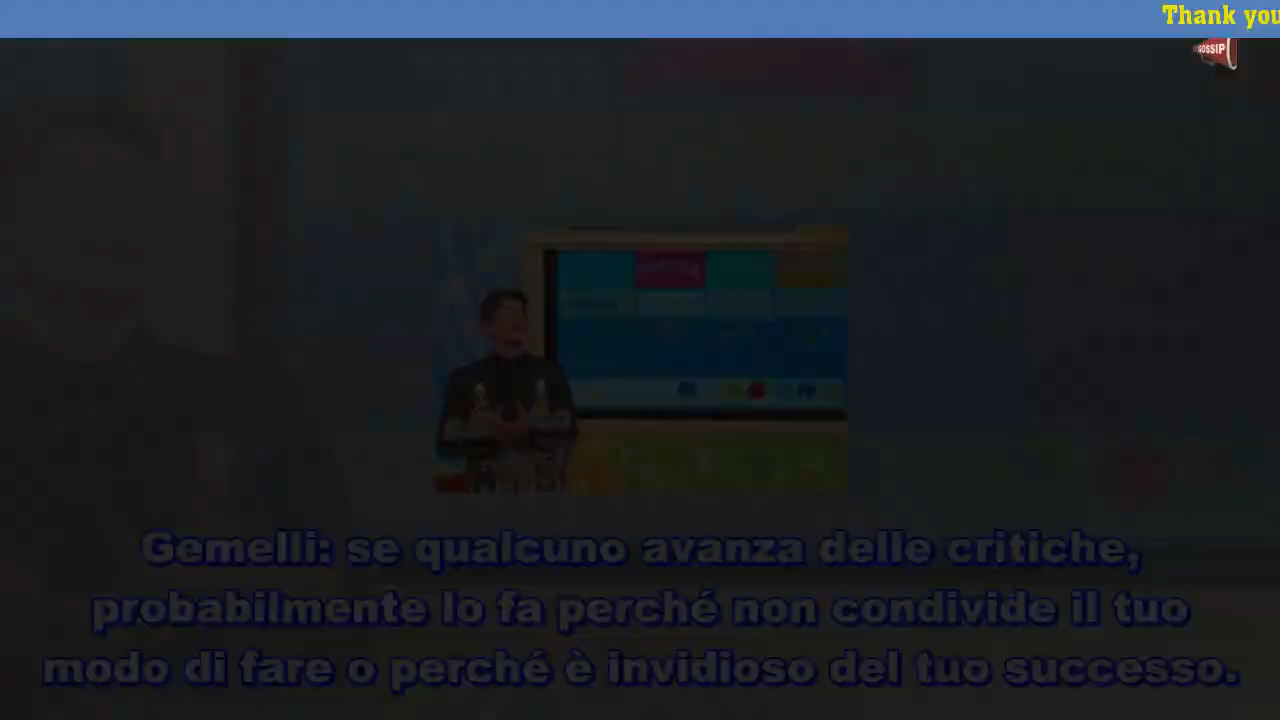 Thank you
GOSSIP
Gemelli: se qualcuno avanza delle critiche,
probabilmente lo fa perché non condivide il tuo
modo di fare o perché è invidioso del tuo successo.